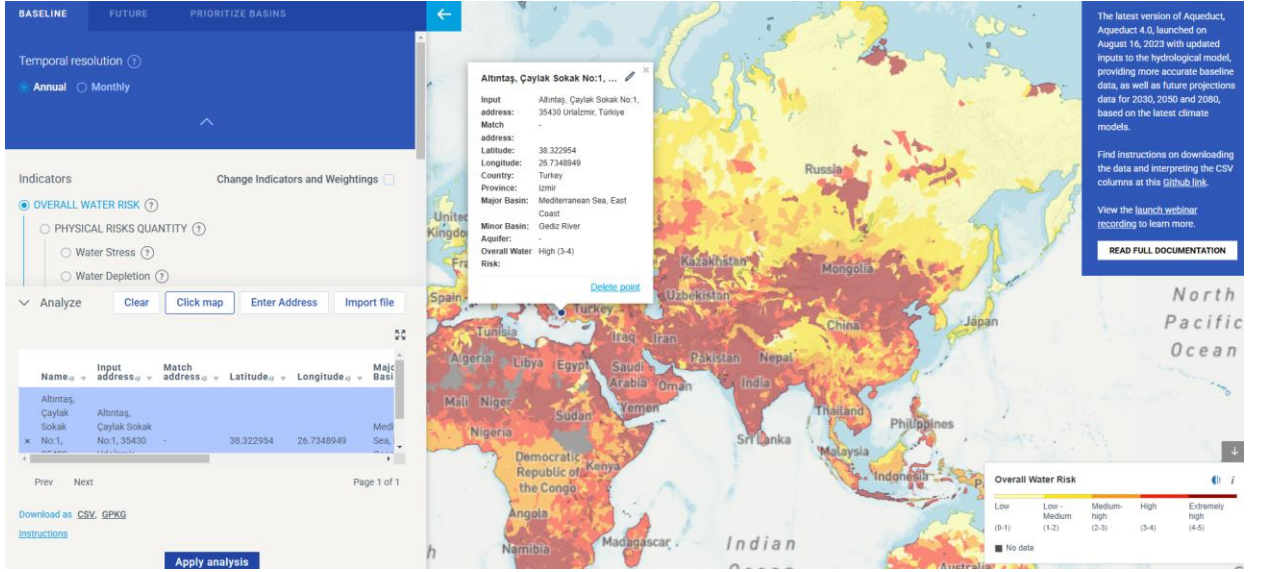 BASELINE FUTURE PRIORITIZE BASINS
Temporal resolution ?
Annual Monthly
Indicators Change Indicators and Weightings
OVERALL WATER RISK ?
PHYSICAL RISKS QUANTITY ?
Water Stress ?
Water Depletion ?
Analyze Clear Click map Enter Address Import file
Name Input address Match address Latitude Longitude
Altıntaş,
Çaylak Altıntaş,
Sokak Çaylak Sokak
× No:1, No:1, 35430 - 38.322954 26.7348949 Sea,
Prev Next Page 1 of 1
Download as CSV, GPKG
Instructions
Apply analysis
Altıntaş, Çaylak Sokak No:1, ... ×
Input Altıntaş, Çaylak Sokak No:1,
address: 35430 Urla/İzmir, Türkiye
Match -
address:
Latitude: 38.322954
Longitude: 26.7348949
Country: Turkey
Province: Izmir
Major Basin: Mediterranean Sea, East
Coast
Minor Basin: Gediz River
Aquifer: -
Overall Water High (3-4)
Risk:
Delete point
Russia
United
Kingdo
Fra
Kazakhstan
Mongolia
Spain
Turkey
Uzbekistan
Tunisia
Iraq
Iran
China
Japan
Algeria
Libya
Egypt
Saudi
Arabia
Pakistan
Nepal
Oman
India
Mali
Niger
Sudan
Yemen
Thailand
Philippines
Nigeria
Sri Lanka
Malaysia
Democratic
Republic of
the Congo
Kenya
Indonesia
Angola
Namibia
Madagascar
Indian
Australia
North
Pacific
Ocean
The latest version of Aqueduct,
Aqueduct 4.0, launched on
August 16, 2023 with updated
inputs to the hydrological model,
providing more accurate baseline
data, as well as future projections
data for 2030, 2050 and 2080,
based on the latest climate
models.
Find instructions on downloading
the data and interpreting the CSV
columns at this Github link.
View the launch webinar
recording to learn more.
READ FULL DOCUMENTATION
Overall Water Risk i
Low Low - Medium Medium-high High Extremely high
(0-1) (1-2) (2-3) (3-4) (4-5)
No data